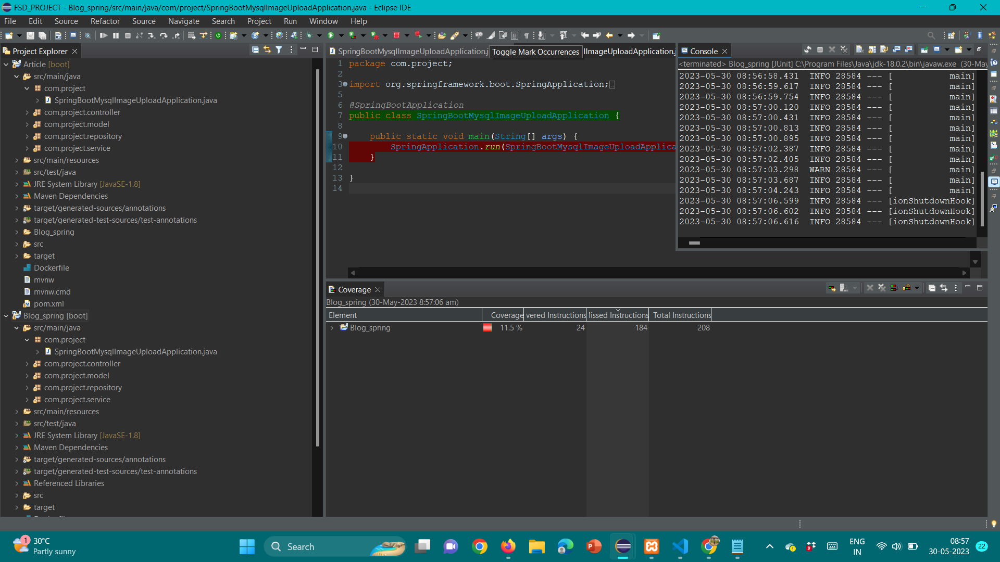 FSD_PROJECT - Blog_spring/src/main/java/com/project/SpringBootMysqlImageUploadApplication.java - Eclipse IDE
File Edit Source Refactor Source Navigate Search Project Run Window Help
Project Explorer
Article [boot]
src/main/java
com.project
SpringBootMysqlImageUploadApplication.java
com.project.controller
com.project.model
com.project.repository
com.project.service
src/main/resources
src/test/java
JRE System Library [JavaSE-1.8]
Maven Dependencies
target/generated-sources/annotations
target/generated-test-sources/test-annotations
Blog_spring
src
target
Dockerfile
mvnw
mvnw.cmd
pom.xml
Blog_spring [boot]
src/main/java
com.project
SpringBootMysqlImageUploadApplication.java
com.project.controller
com.project.model
com.project.repository
com.project.service
src/main/resources
src/test/java
JRE System Library [JavaSE-1.8]
Maven Dependencies
target/generated-sources/annotations
target/generated-test-sources/test-annotations
Referenced Libraries
src
target
SpringBootMysqlImageUploadApplication.j
Toggle Mark Occurrences
lImageUploadApplication.j
1 package com.project;
2
3 import org.springframework.boot.SpringApplication;
5
6 @SpringBootApplication
7 public class SpringBootMysqlImageUploadApplication {
8
9 public static void main(String[] args) {
10 SpringApplication.run(SpringBootMysqlImageUploadApplica
11 }
12
13 }
14
Console
<terminated> Blog_spring [JUnit] C:\Program Files\Java\jdk-18.0.2\bin\javaw.exe (30-May
2023-05-30 08:56:58.431 INFO 28584 --- [ main]
2023-05-30 08:56:59.617 INFO 28584 --- [ main]
2023-05-30 08:56:59.754 INFO 28584 --- [ main]
2023-05-30 08:57:00.120 INFO 28584 --- [ main]
2023-05-30 08:57:00.431 INFO 28584 --- [ main]
2023-05-30 08:57:00.813 INFO 28584 --- [ main]
2023-05-30 08:57:00.895 INFO 28584 --- [ main]
2023-05-30 08:57:02.387 INFO 28584 --- [ main]
2023-05-30 08:57:02.405 INFO 28584 --- [ main]
2023-05-30 08:57:03.298 WARN 28584 --- [ main]
2023-05-30 08:57:03.687 INFO 28584 --- [ main]
2023-05-30 08:57:04.243 INFO 28584 --- [ main]
2023-05-30 08:57:06.599 INFO 28584 --- [ionShutdownHook]
2023-05-30 08:57:06.602 INFO 28584 --- [ionShutdownHook]
2023-05-30 08:57:06.616 INFO 28584 --- [ionShutdownHook]
Coverage
Blog_spring (30-May-2023 8:57:06 am)
Element Coverage vered Instructions lissed Instructions Total Instructions
Blog_spring 11.5 % 24 184 208
1
30°C
Partly sunny
Search
9
ENG
IN
08:57
30-05-2023
22